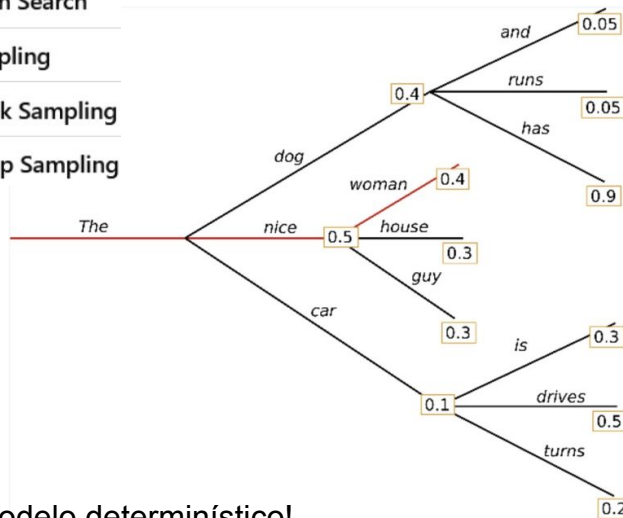 n Search
pling
k Sampling
p Sampling
and
0.05
0.4
runs
0.05
has
dog
woman
0.4
0.9
The
nice
0.5
house
0.3
guy
car
0.3
is
0.3
0.1
drives
0.5
turns
0.2
odelo determinístico!